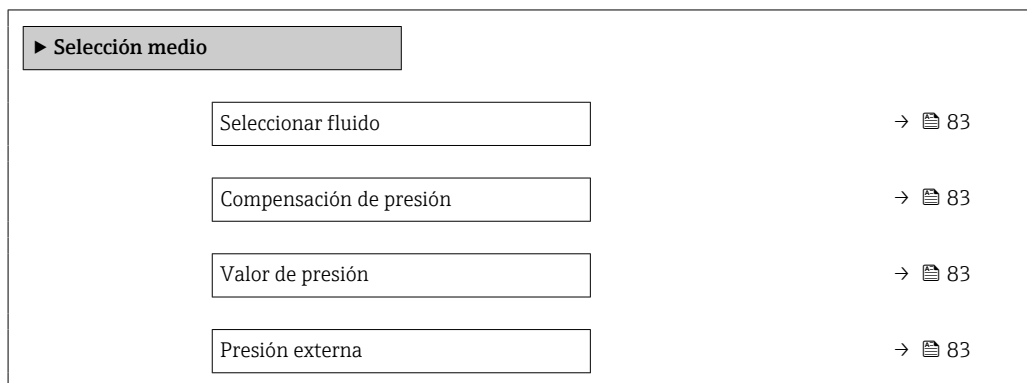 ▶ Selección medio
Seleccionar fluido → 83
Compensación de presión → 83
Valor de presión → 83
Presión externa → 83